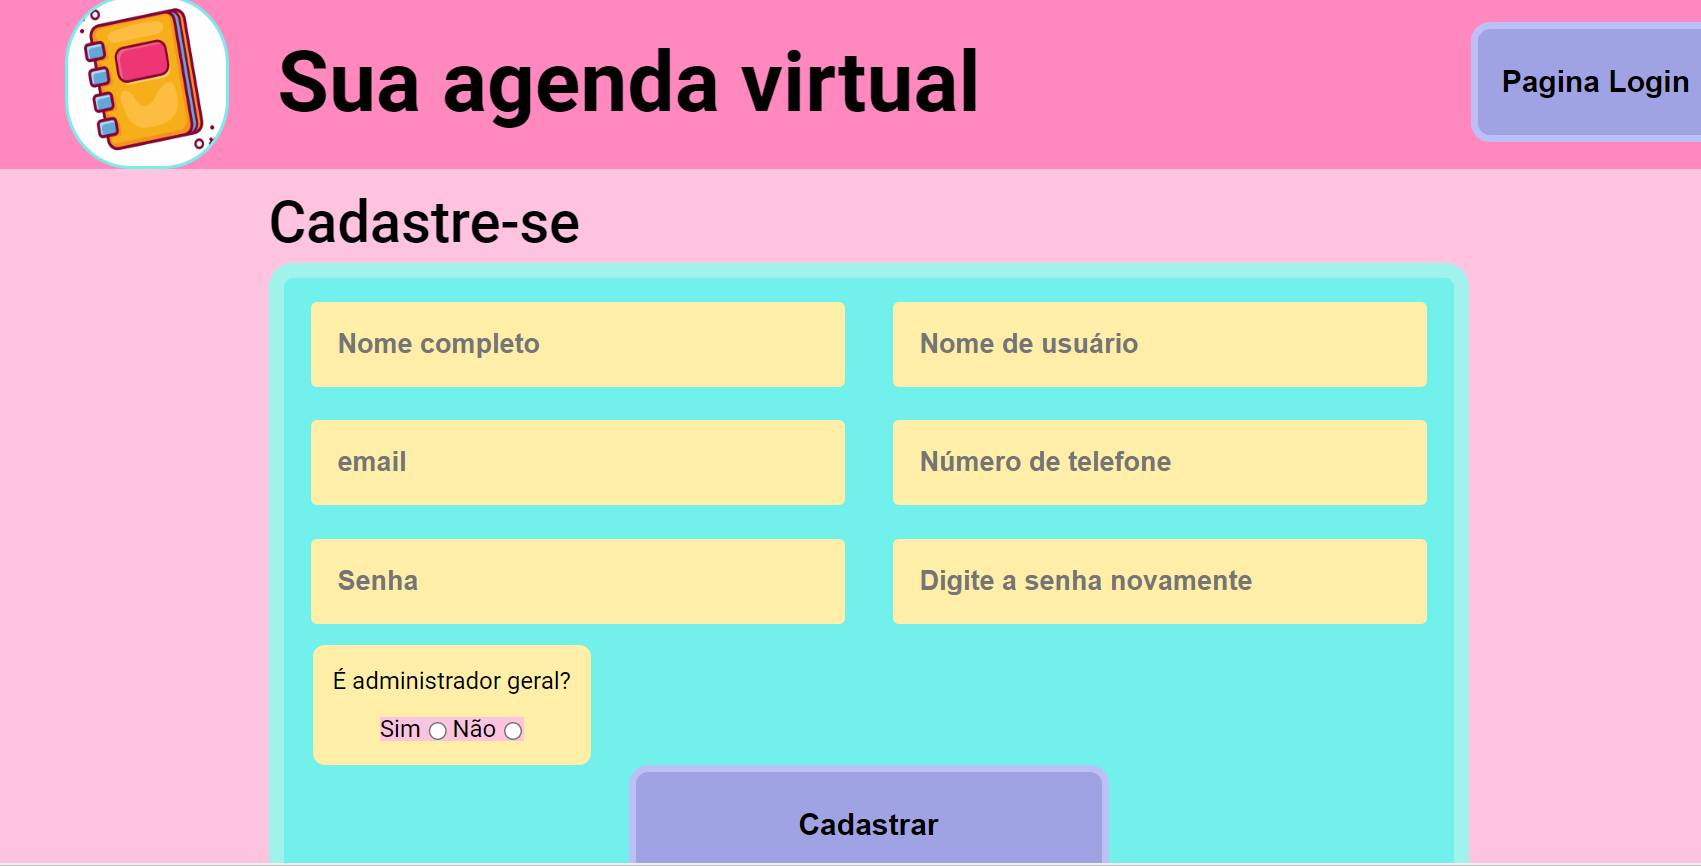 Sua agenda virtual
Pagina Login
Cadastre-se
Nome completo
Nome de usuário
email
Número de telefone
Senha
Digite a senha novamente
É administrador geral?
Sim Não
Cadastrar